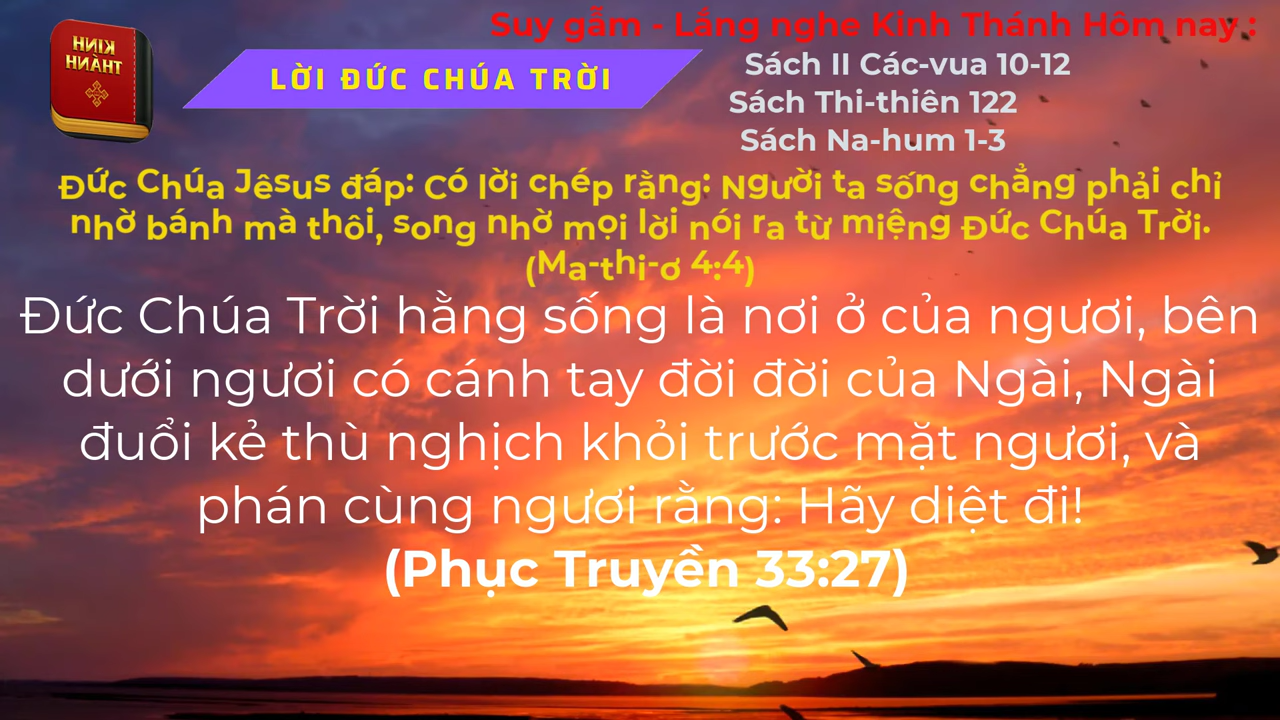 Suy gẫm - Lắng nghe Kinh Thánh Hôm nay :
KINH
THÁNH
LỜI ĐỨC CHÚA TRỜI
Sách II Các-vua 10-12
Sách Thi-thiên 122
Sách Na-hum 1-3
Đức Chúa Jêsus đáp: Có lời chép rằng: Người ta sống chẳng phải chỉ
nhờ bánh mà thôi, song nhờ mọi lời nói ra từ miệng Đức Chúa Trời.
(Ma-thi-ơ 4:4)
Đức Chúa Trời hằng sống là nơi ở của ngươi, bên
dưới ngươi có cánh tay đời đời của Ngài, Ngài
đuổi kẻ thù nghịch khỏi trước mặt ngươi, và
phán cùng ngươi rằng: Hãy diệt đi!
(Phục Truyền 33:27)